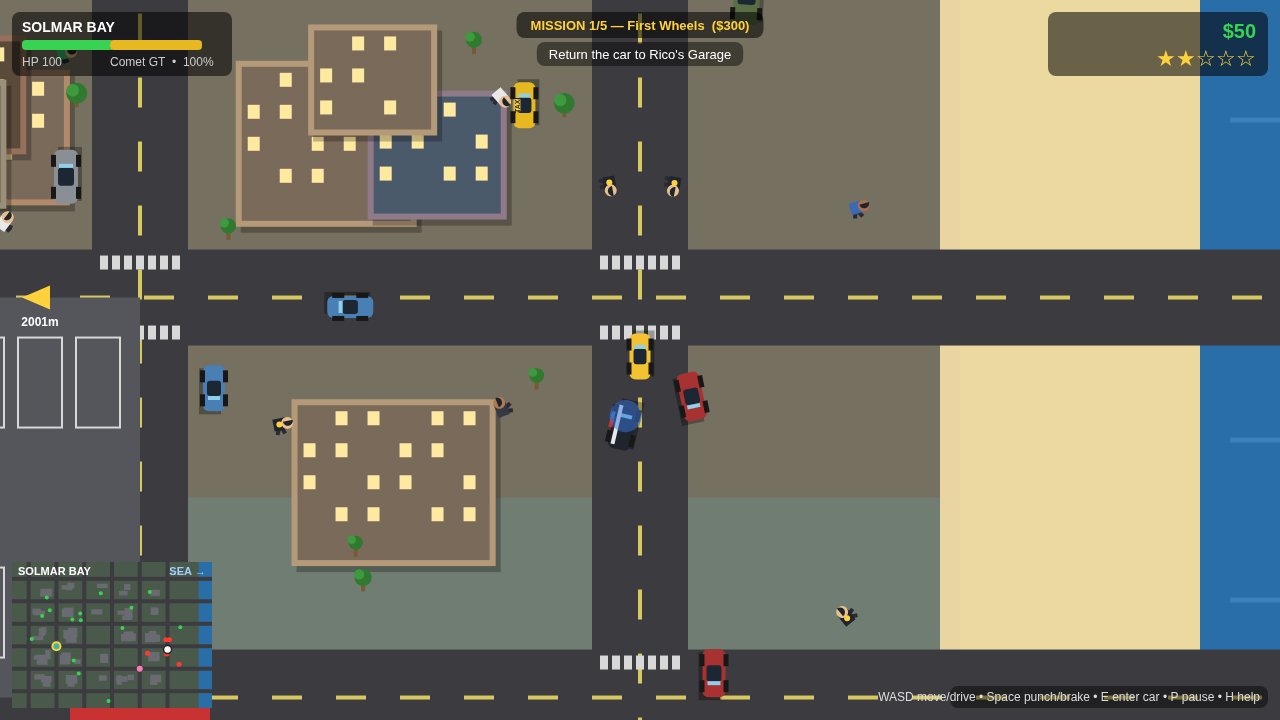 SOLMAR BAY
HP 100
Comet GT • 100%
MISSION 1/5 — First Wheels ($300)
Return the car to Rico's Garage
$50
★★☆☆☆
TAXI
2001m
SOLMAR BAY
SEA →
WASD move/drive • Space punch/brake • E enter car • P pause • H help